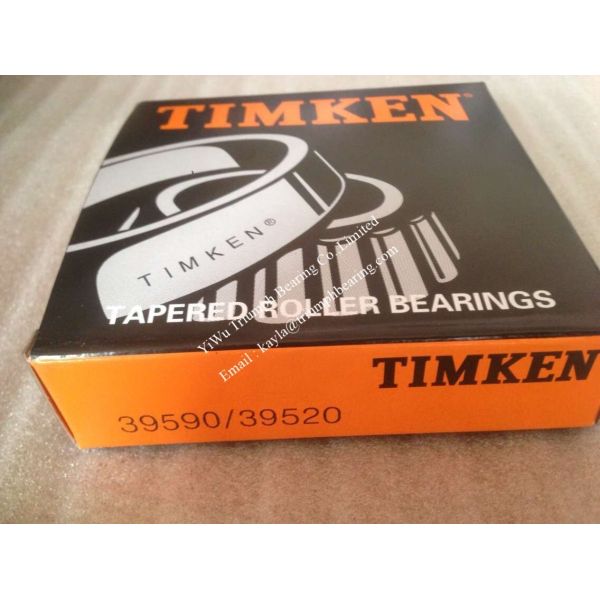 TIMKEN®
TIMKEN®
TAPERED ROLLER BEARINGS
YiWu Triumph Bearing Co.,Limited
Email : kayla@triumphbearing.com
TIMKEN
39590/39520